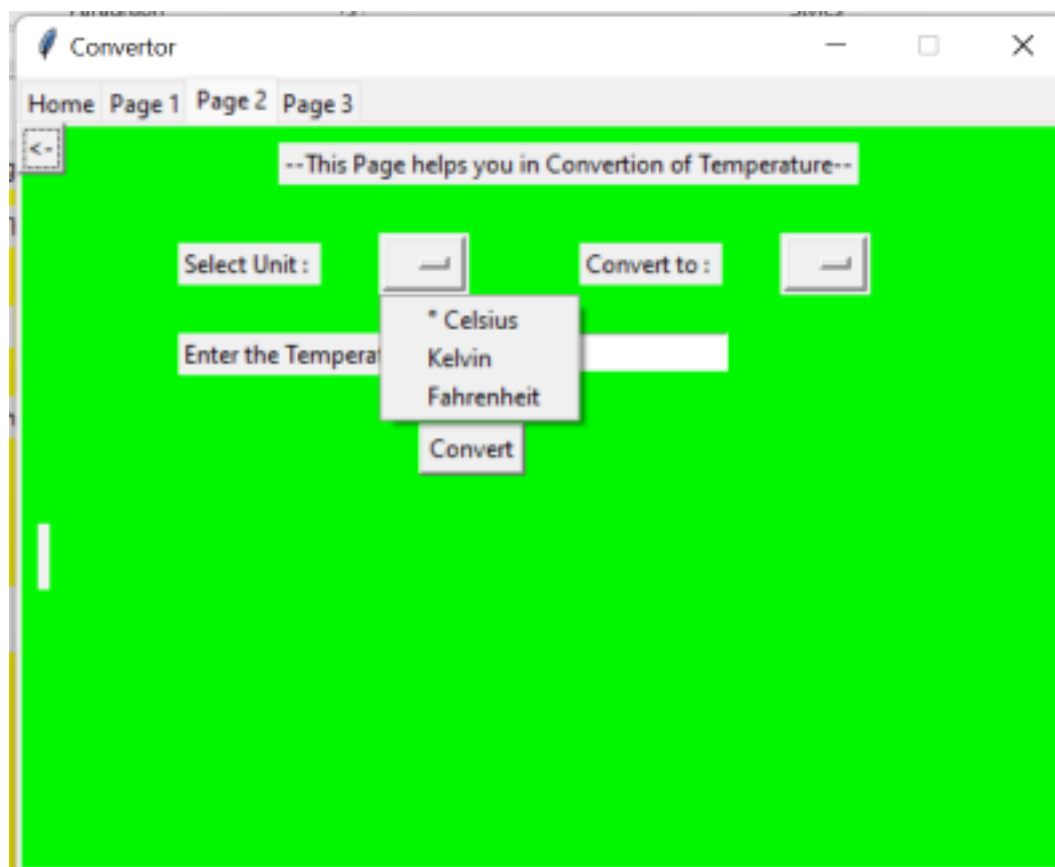 Convertor
Home Page 1 Page 2 Page 3
<-
--This Page helps you in Convertion of Temperature--
Select Unit : Convert to :
° Celsius
Enter the
Kelvin
Fahrenheit
Convert